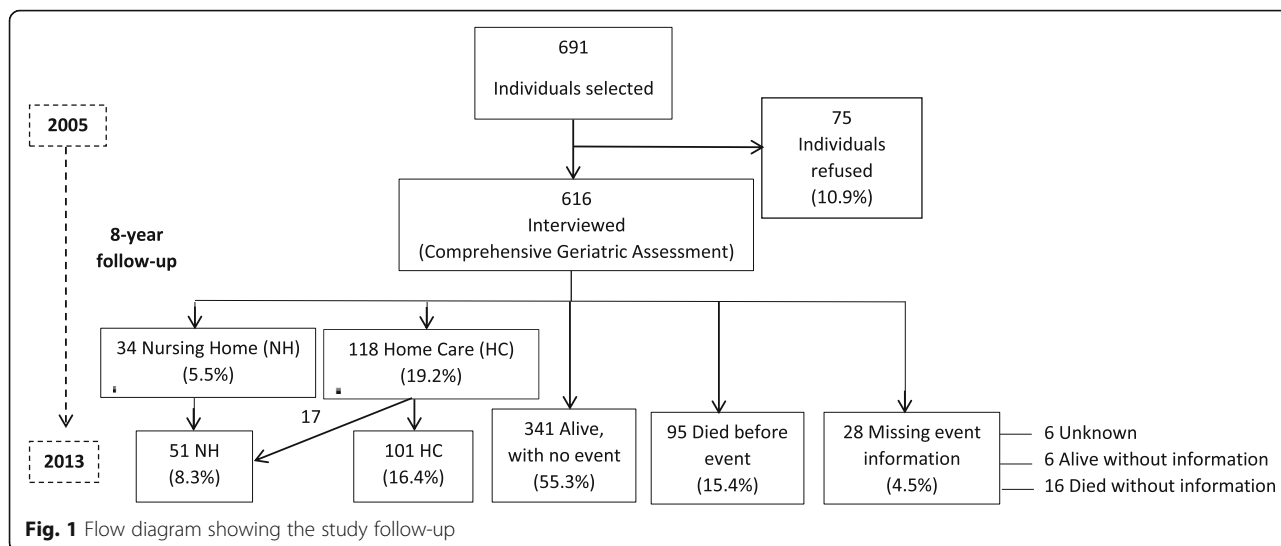 691
Individuals selected
2005
75
Individuals
refused
(10.9%)
616
Interviewed
(Comprehensive Geriatric Assessment)
8-year
follow-up
34 Nursing Home (NH)
(5.5%)
118 Home Care (HC)
(19.2%)
17
51 NH
(8.3%)
101 HC
(16.4%)
341 Alive,
with no event
(55.3%)
95 Died before
event
(15.4%)
28 Missing event
information
(4.5%)
6 Unknown
6 Alive without information
16 Died without information
2013
Fig. 1 Flow diagram showing the study follow-up